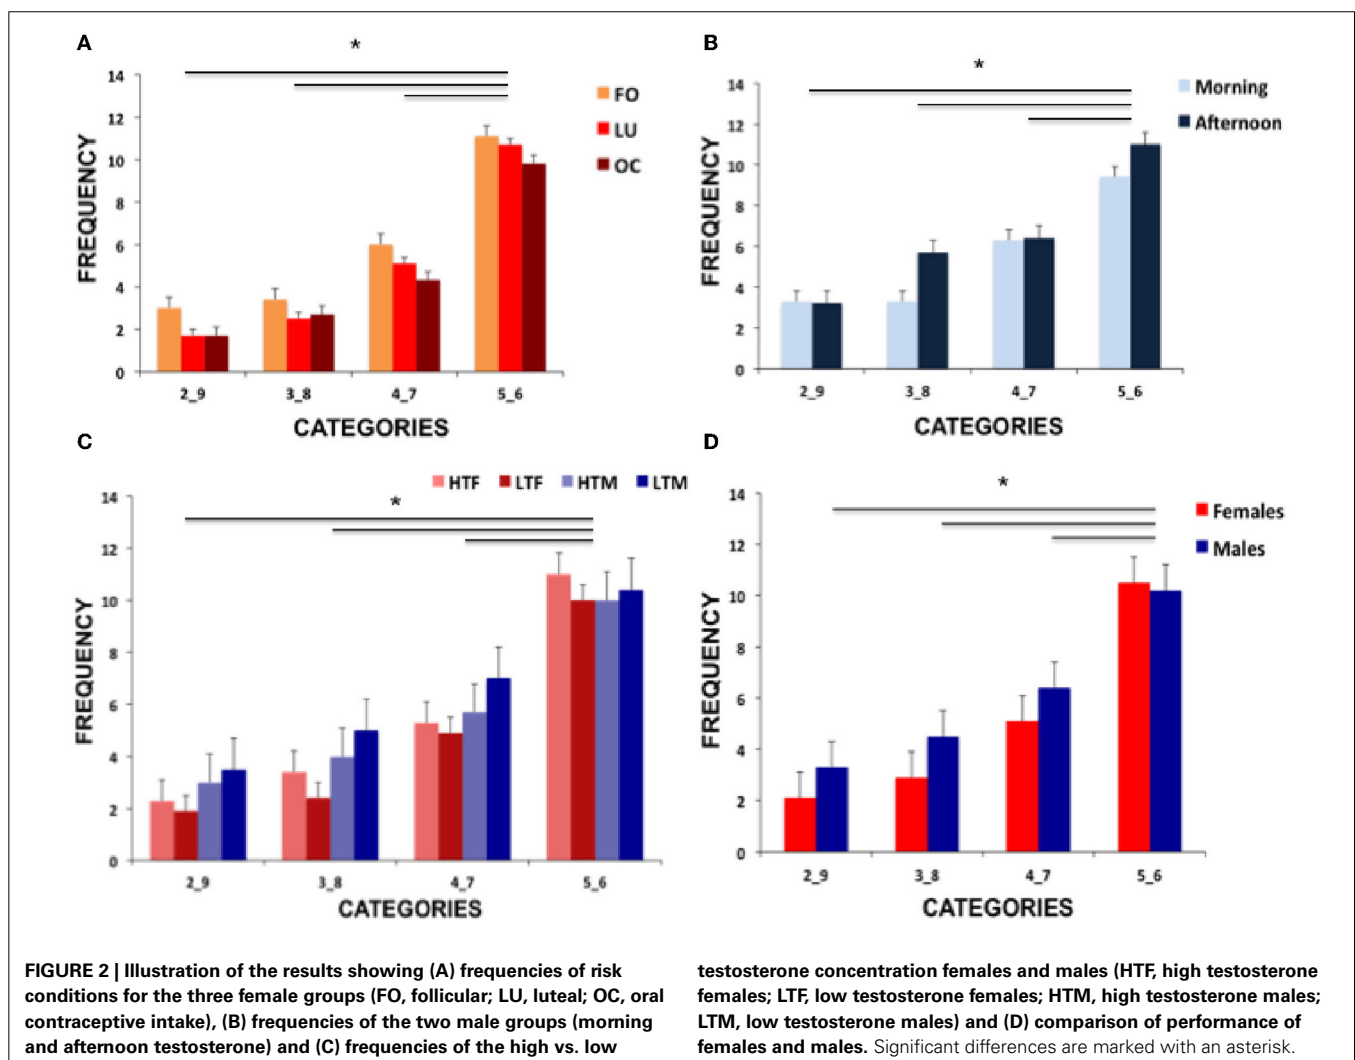 A
*
14
12
10
8
6
4
2
0
FREQUENCY
FO
LU
OC
2_9 3_8 4_7 5_6
CATEGORIES
B
*
14
12
10
8
6
4
2
0
FREQUENCY
Morning
Afternoon
2_9 3_8 4_7 5_6
CATEGORIES
C
HTF LTF HTM LTM
*
14
12
10
8
6
4
2
0
FREQUENCY
2_9 3_8 4_7 5_6
CATEGORIES
D
*
14
12
10
8
6
4
2
0
FREQUENCY
Females
Males
2_9 3_8 4_7 5_6
CATEGORIES
FIGURE 2 | Illustration of the results showing (A) frequencies of risk
conditions for the three female groups (FO, follicular; LU, luteal; OC, oral
contraceptive intake), (B) frequencies of the two male groups (morning
and afternoon testosterone) and (C) frequencies of the high vs. low
testosterone concentration females and males (HTF, high testosterone
females; LTF, low testosterone females; HTM, high testosterone males;
LTM, low testosterone males) and (D) comparison of performance of
females and males. Significant differences are marked with an asterisk.